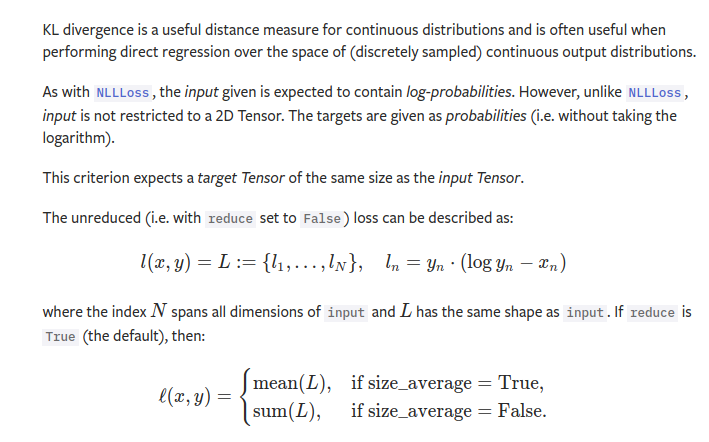 KL divergence is a useful distance measure for continuous distributions and is often useful when
performing direct regression over the space of (discretely sampled) continuous output distributions.
As with NLLLoss, the input given is expected to contain log-probabilities. However, unlike NLLLoss,
input is not restricted to a 2D Tensor. The targets are given as probabilities (i.e. without taking the
logarithm).
This criterion expects a target Tensor of the same size as the input Tensor.
The unreduced (i.e. with reduce set to False) loss can be described as:
l(x, y) = L := {l₁, . . . , l_N},   l_n = y_n · (log y_n − x_n)
where the index N spans all dimensions of input and L has the same shape as input. If reduce is
True (the default), then:
ℓ(x, y) = { mean(L),   if size_average = True,
sum(L),   if size_average = False.